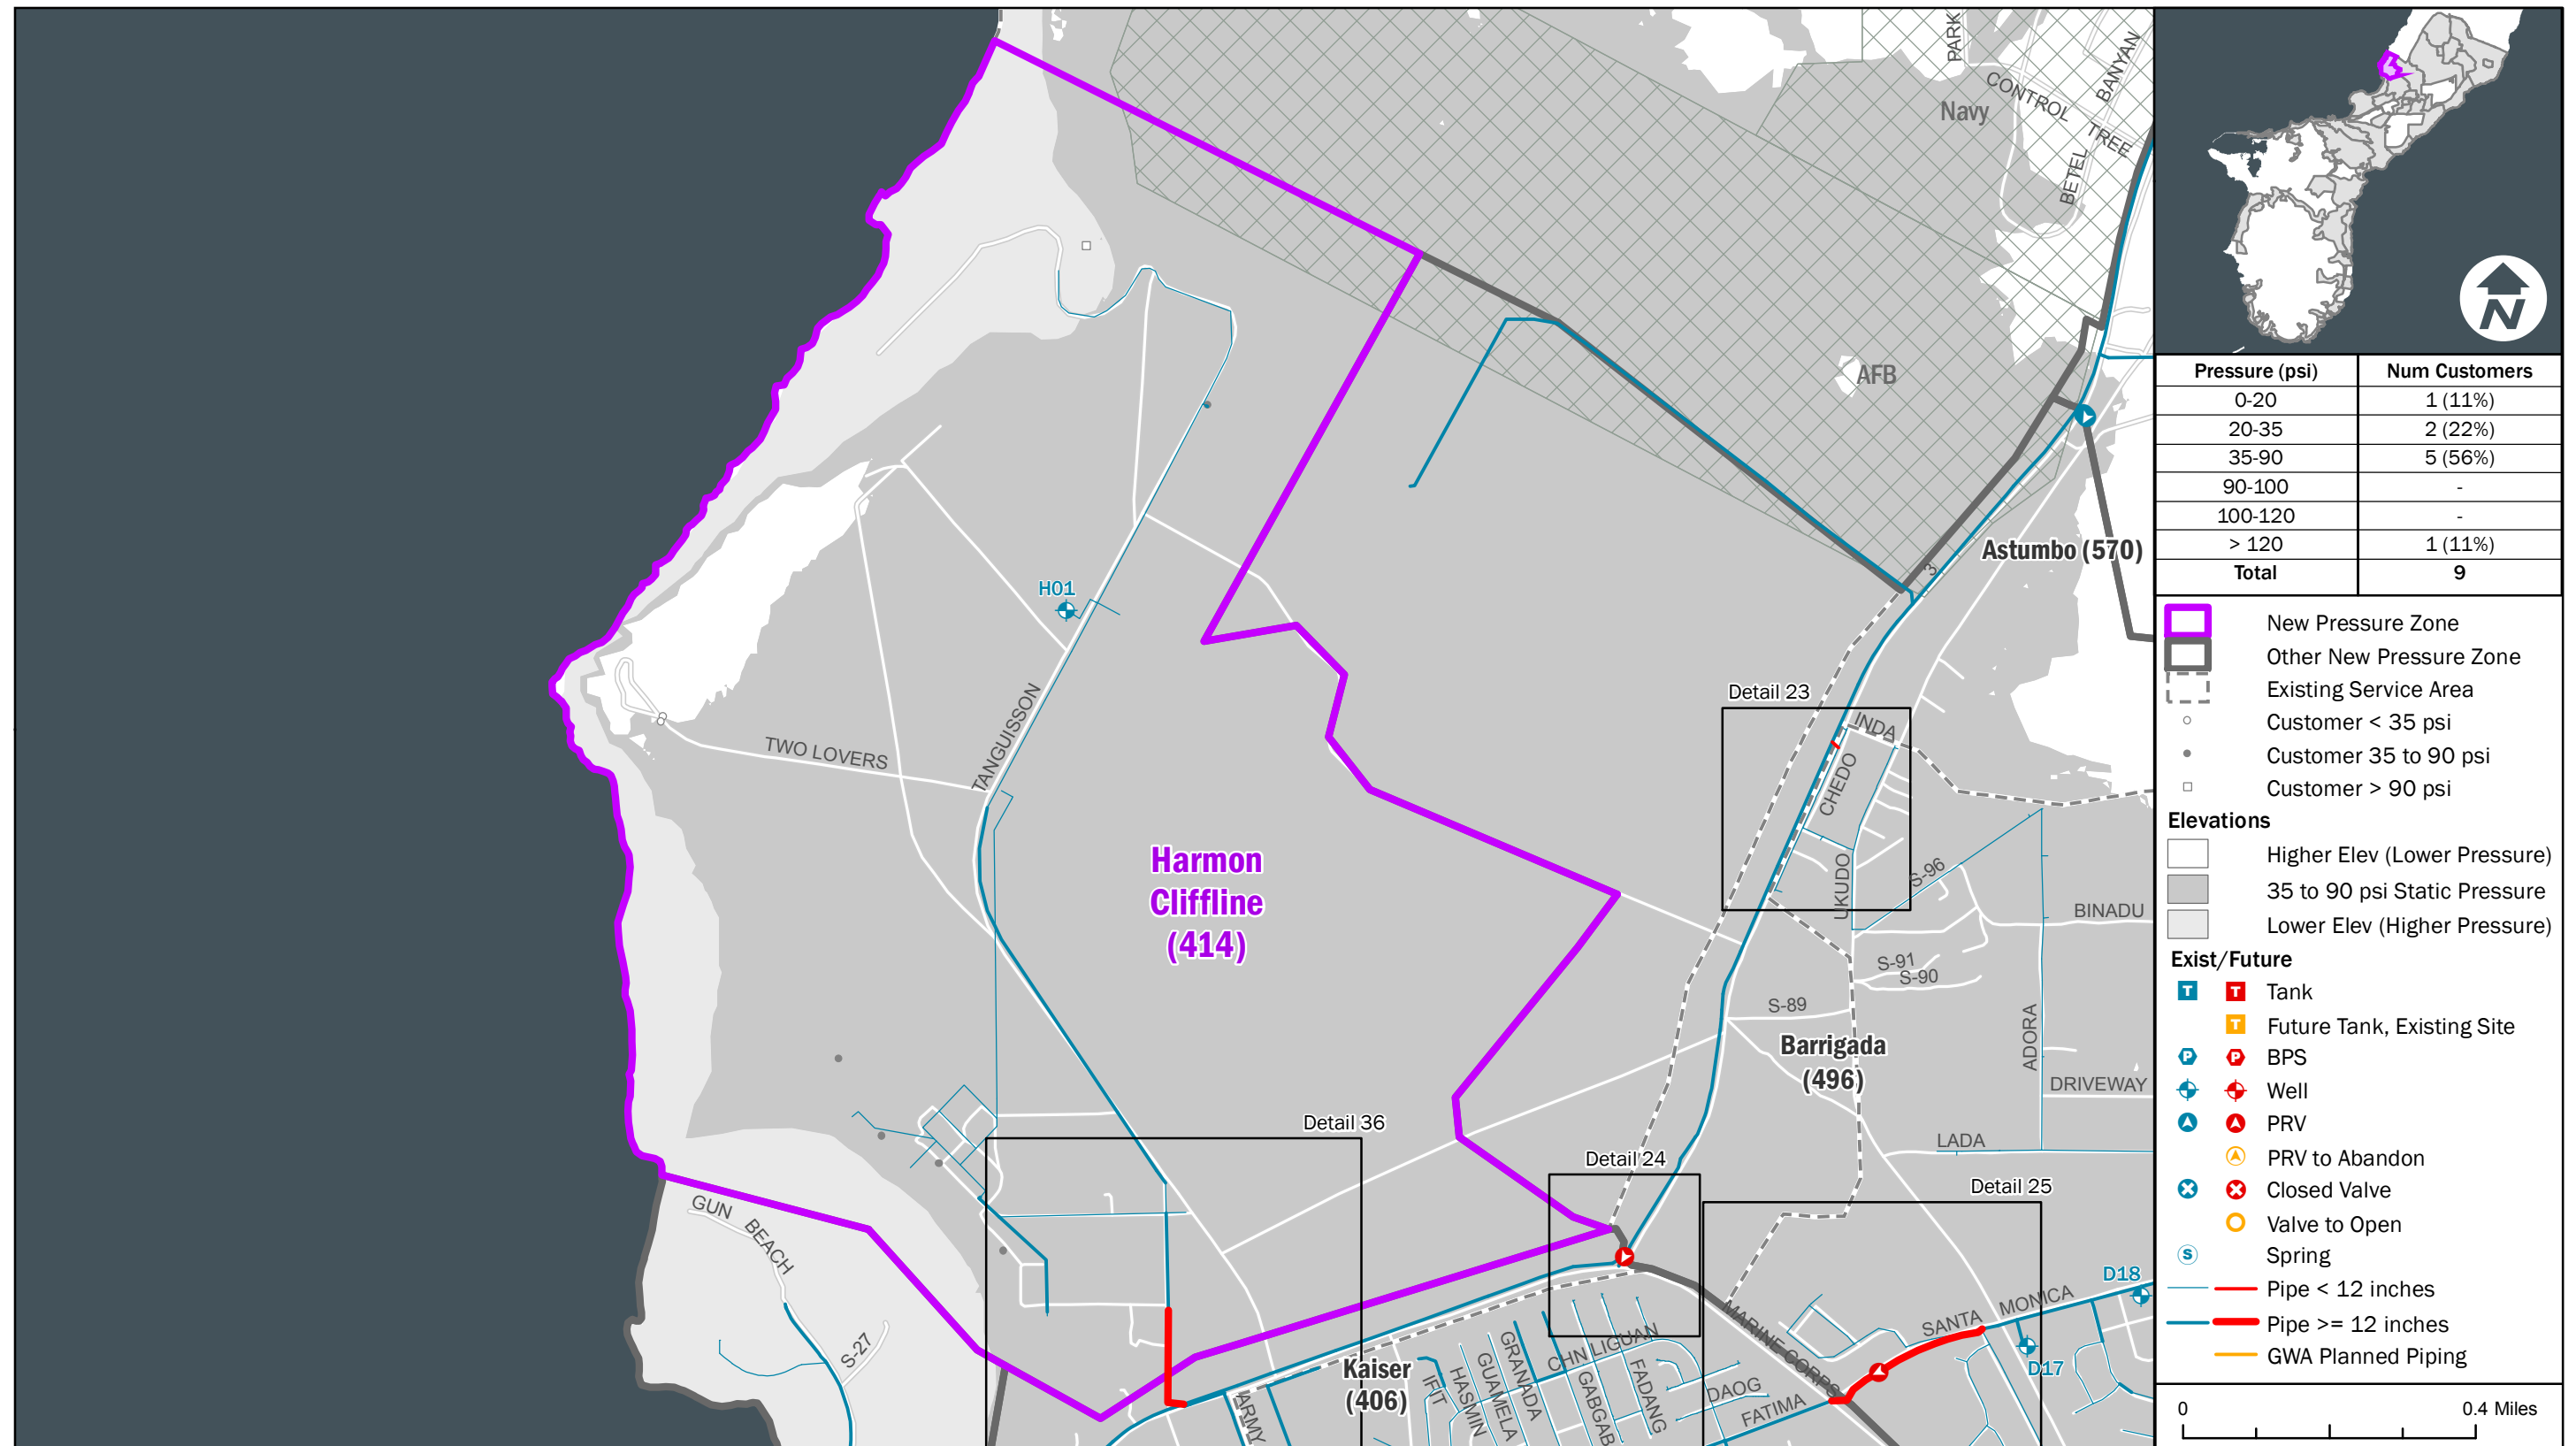 PARK
CONTROL
BANYAN
TREE
BETEL
Navy
AFB
3
Astumbo (570)
H01
TANGUISSON
TWO LOVERS
Harmon
Cliffline
(414)
Detail 23
INDA
CHEDO
UKUDO
S-96
BINADU
S-91
S-90
S-89
ADORA
Barrigada
(496)
DRIVEWAY
LADA
Detail 36
Detail 24
Detail 25
GUN BEACH
S-27
Kaiser
(406)
ARMY
IFIT
HASMIN
GUAMELA
GRANADA
CHN LIGUAN
GABGAB
FADANG
DAOG
FATIMA
MARINE CORPS
SANTA MONICA
D18
D17
N
Pressure (psi) Num Customers
0-20 1 (11%)
20-35 2 (22%)
35-90 5 (56%)
90-100 -
100-120 -
> 120 1 (11%)
Total 9
New Pressure Zone
Other New Pressure Zone
Existing Service Area
Customer < 35 psi
Customer 35 to 90 psi
Customer > 90 psi
Elevations
Higher Elev (Lower Pressure)
35 to 90 psi Static Pressure
Lower Elev (Higher Pressure)
Exist/Future
T T Tank
T Future Tank, Existing Site
P P BPS
Well
PRV
PRV to Abandon
Closed Valve
Valve to Open
S Spring
Pipe < 12 inches
Pipe >= 12 inches
GWA Planned Piping
0 0.4 Miles